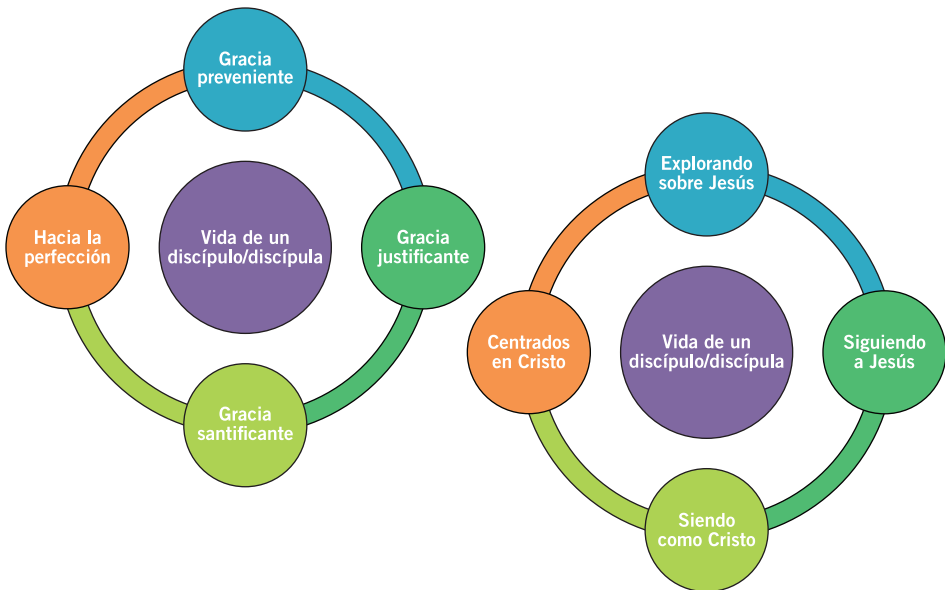 Gracia
preveniente
Hacia la
perfección
Vida de un
discípulo/discípula
Gracia
justificante
Gracia
santificante
Explorando
sobre Jesús
Centrados
en Cristo
Vida de un
discípulo/discípula
Siguiendo
a Jesús
Siendo
como Cristo